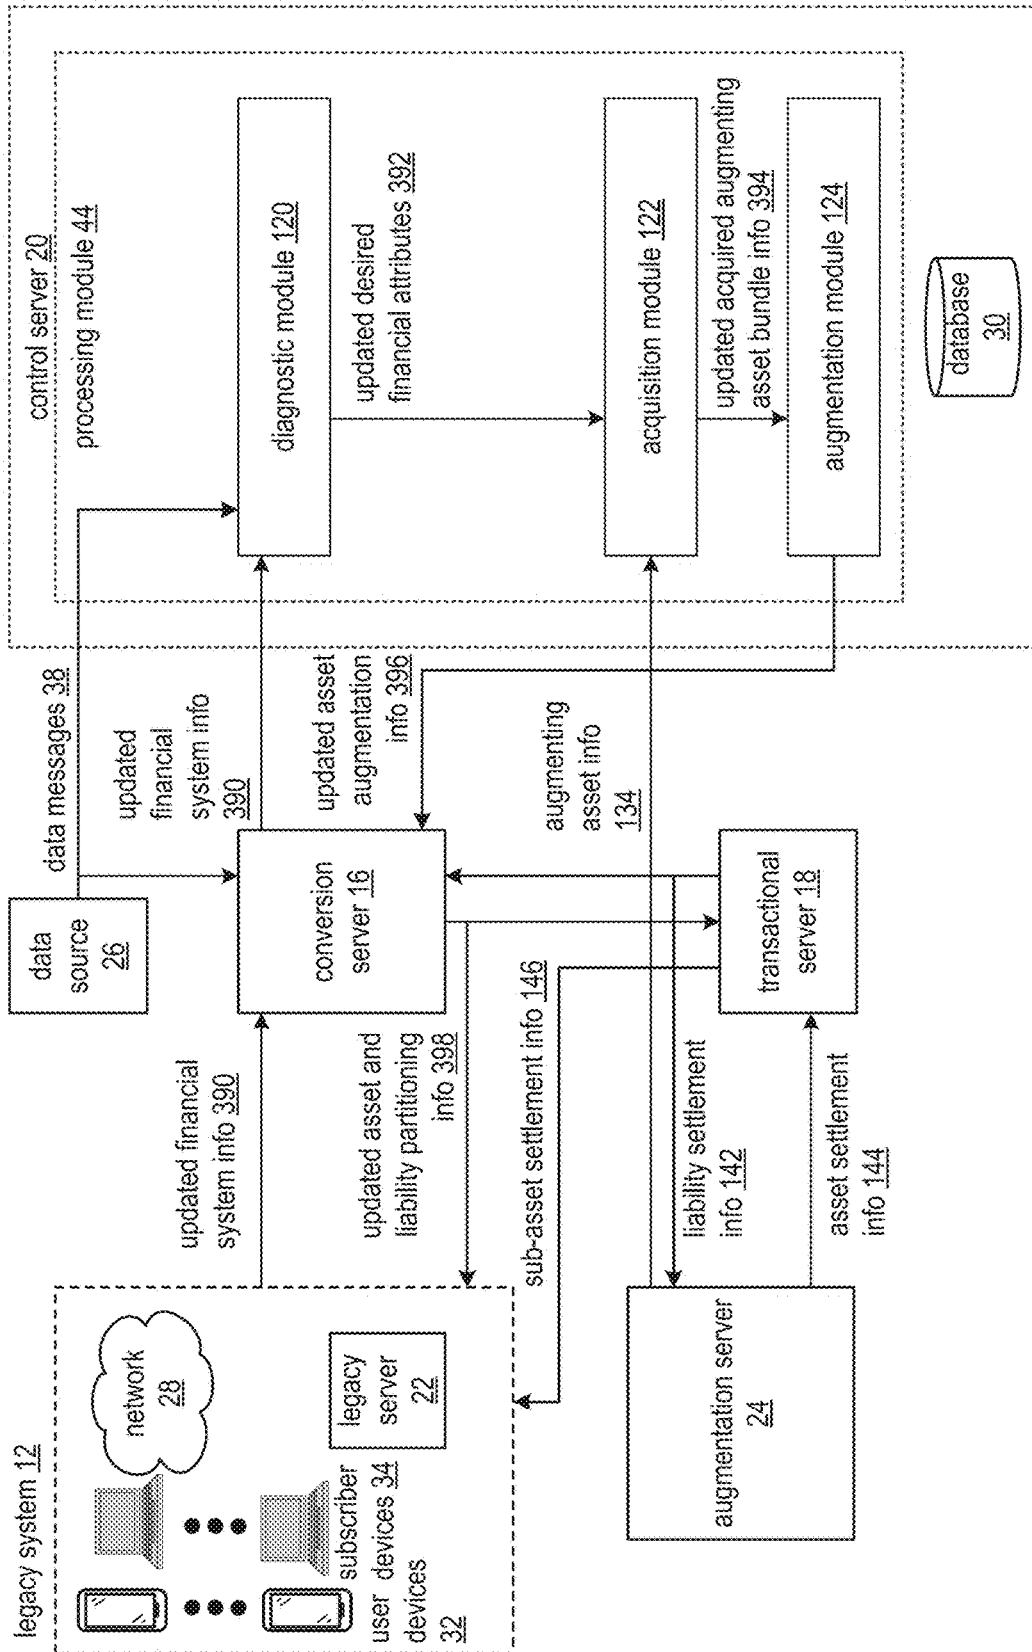 legacy system 12
network
28
legacy
server
22
subscriber
devices 34
user
devices
32
updated financial
system info 390
updated asset and
liability partitioning
info 398
sub-asset settlement info 146
data
source
26
data messages 38
conversion
server 16
updated
financial
system info
390
updated asset
augmentation
info 396
control server 20
processing module 44
diagnostic module 120
updated desired
financial attributes 392
acquisition module 122
updated acquired augmenting
asset bundle info 394
augmentation module 124
database
30
augmenting
asset info
134
transactional
server 18
liability settlement
info 142
asset settlement
info 144
augmentation server
24